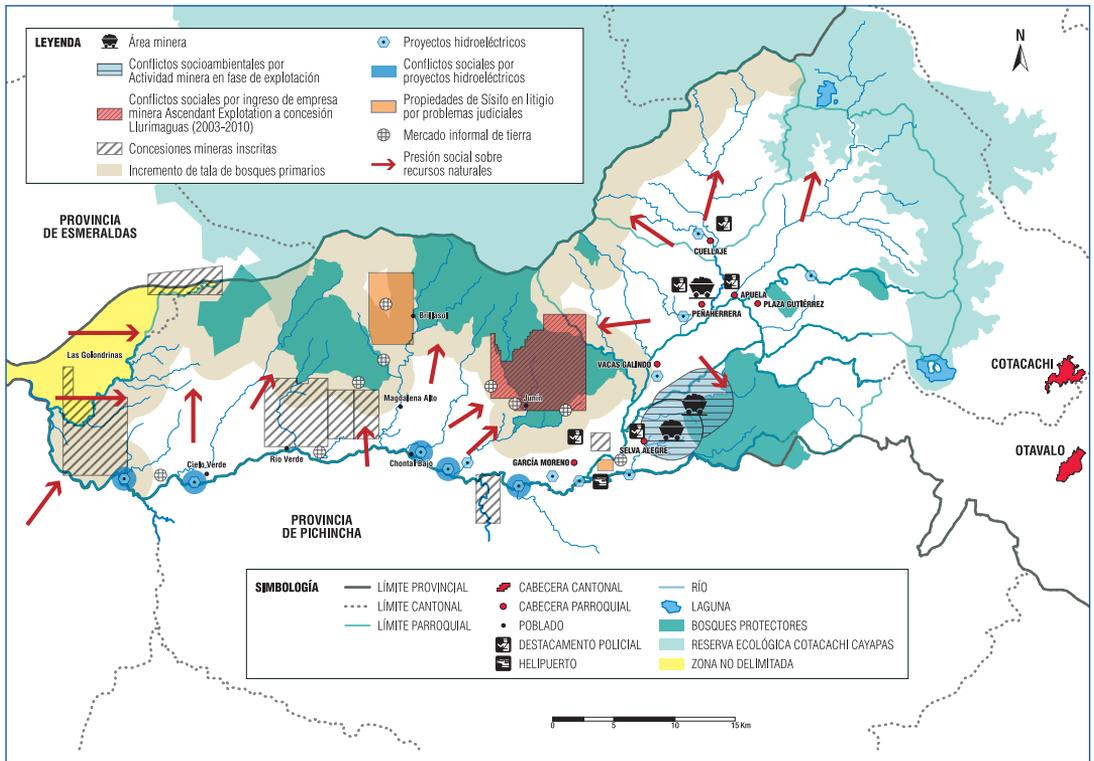 LEYENDA
Área minera
Conflictos socioambientales por
Actividad minera en fase de explotación
Conflictos sociales por ingreso de empresa
minera Ascendant Explotation a concesión
Llurimaguas (2003-2010)
Concesiones mineras inscritas
Incremento de tala de bosques primarios
Proyectos hidroeléctricos
Conflictos sociales por
proyectos hidroeléctricos
Propiedades de Sísifo en litigio
por problemas judiciales
Mercado informal de tierra
Presión social sobre
recursos naturales
N
PROVINCIA
DE ESMERALDAS
CUELLAJE
APUELA
PLAZA GUTIÉRREZ
PEÑAHERRERA
Brillasol
Las Golondrinas
VACAS GALINDO
COTACACHI
Magdalena Alto
Junín
SELVA ALEGRE
OTAVALO
Río Verde
Cielo Verde
Chontal Bajo
GARCÍA MORENO
PROVINCIA
DE PICHINCHA
SIMBOLOGÍA
LÍMITE PROVINCIAL
LÍMITE CANTONAL
LÍMITE PARROQUIAL
CABECERA CANTONAL
CABECERA PARROQUIAL
POBLADO
DESTACAMENTO POLICIAL
HELIPUERTO
RÍO
LAGUNA
BOSQUES PROTECTORES
RESERVA ECOLÓGICA COTACACHI CAYAPAS
ZONA NO DELIMITADA
0 5 10 15 Km